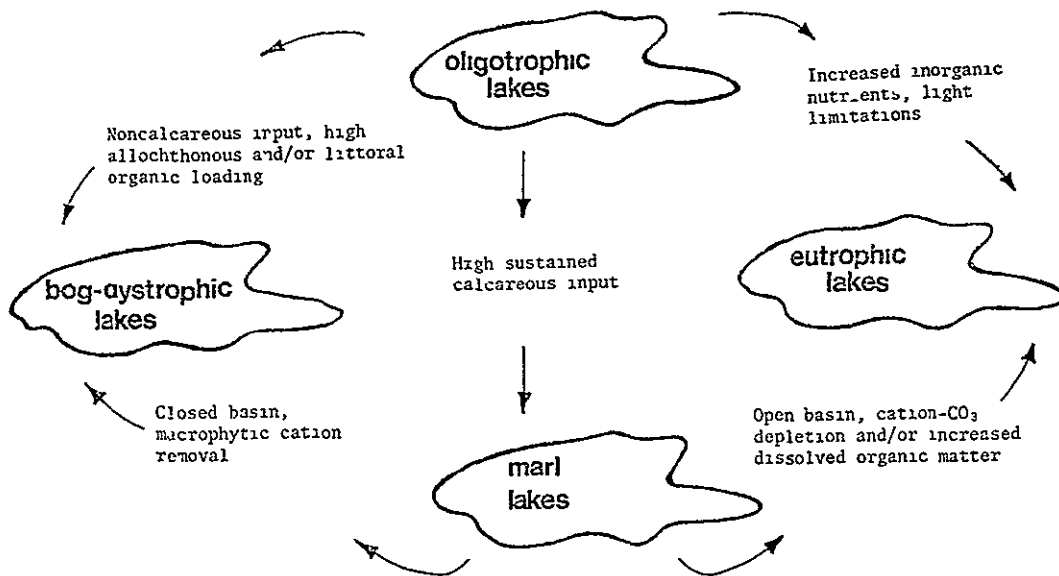 oligotrophic
lakes
Increased inorganic
nutrients, light
limitations
Noncalcareous input, high
allochthonous and/or littoral
organic loading
High sustained
calcareous input
bog-dystrophic
lakes
eutrophic
lakes
Closed basin,
macrophytic cation
removal
Open basin, cation-CO₃
depletion and/or increased
dissolved organic matter
marl
lakes